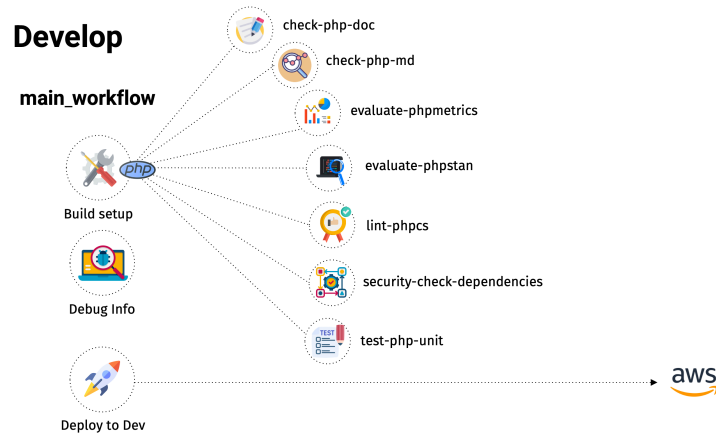 Develop
check-php-doc
check-php-md
main_workflow
evaluate-phpmetrics
php
evaluate-phpstan
Build setup
lint-phpcs
security-check-dependencies
Debug Info
TEST
test-php-unit
aws
Deploy to Dev